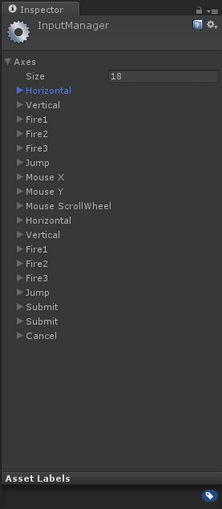 Inspector
InputManager
Axes
Size 18
Horizontal
Vertical
Fire1
Fire2
Fire3
Jump
Mouse X
Mouse Y
Mouse ScrollWheel
Horizontal
Vertical
Fire1
Fire2
Fire3
Jump
Submit
Submit
Cancel
Asset Labels